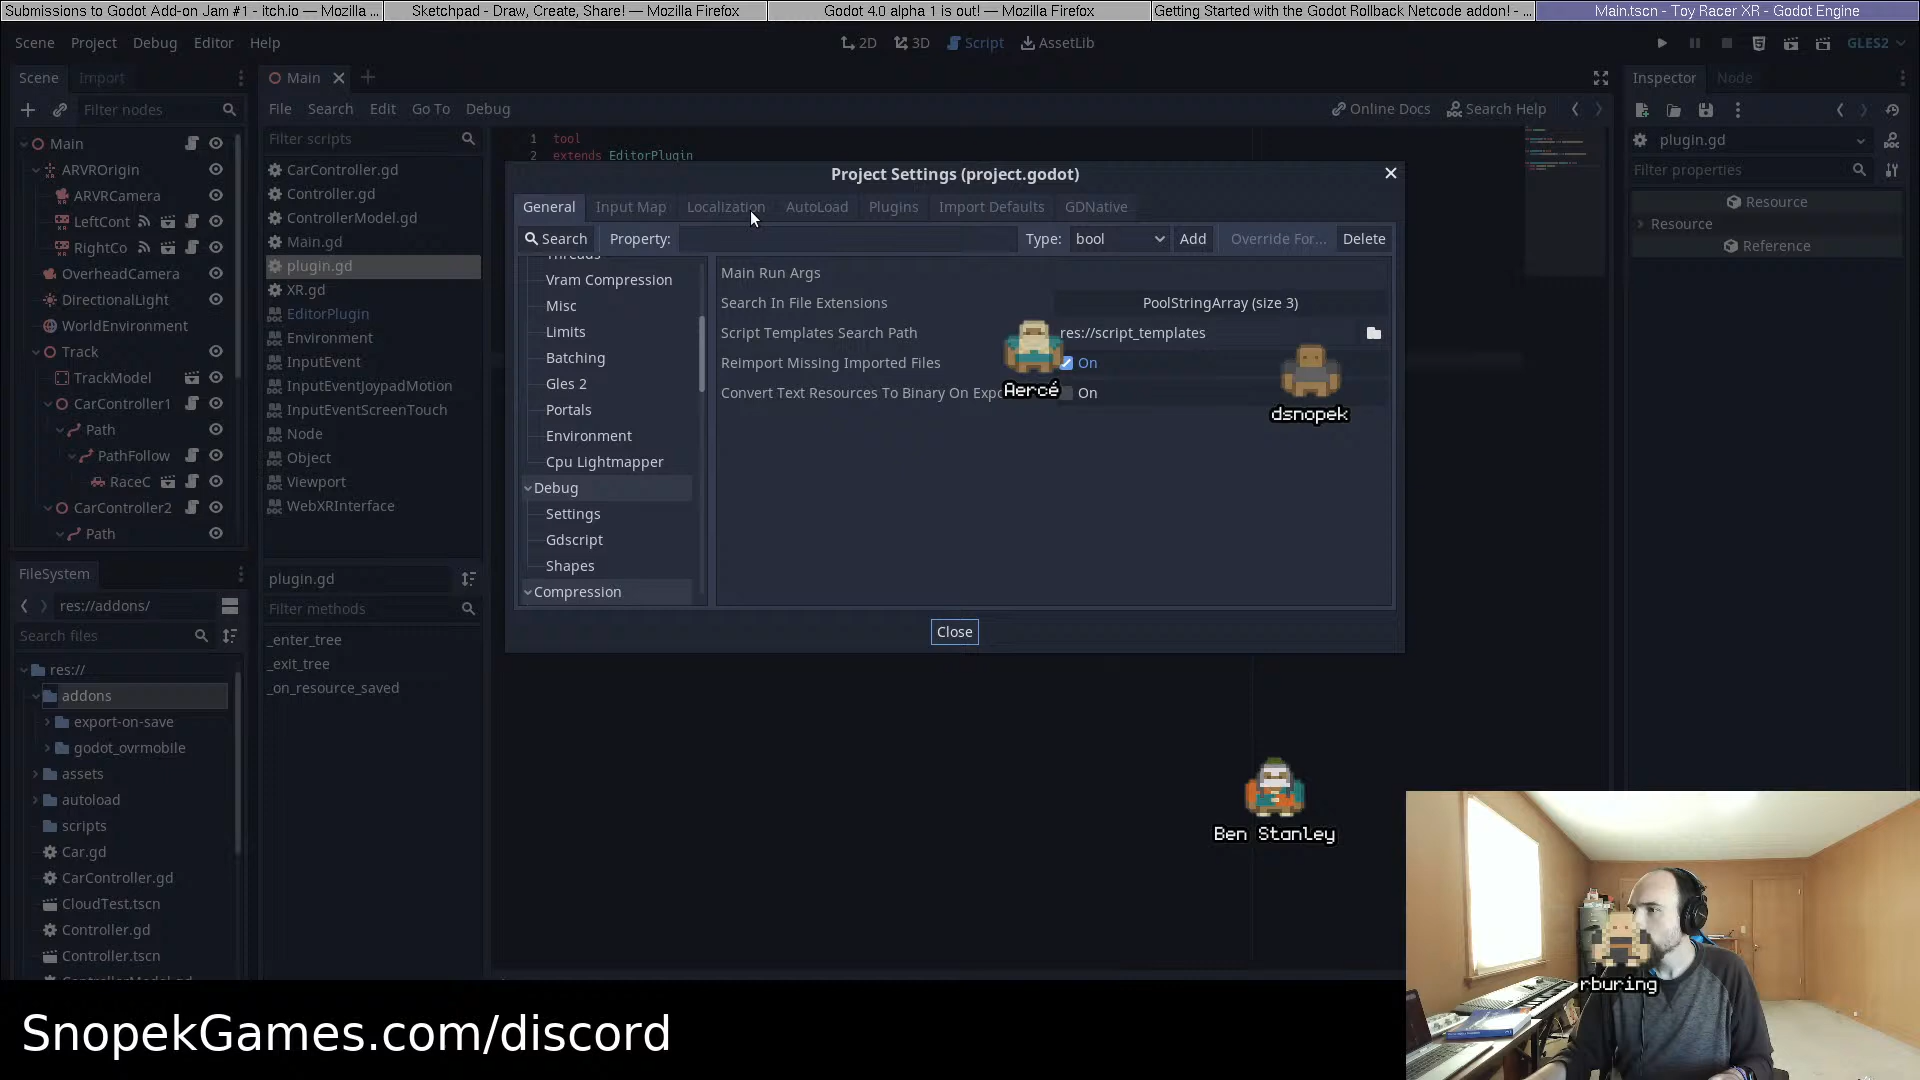 Submissions to Godot Add-on Jam #1 - itch.io — Mozilla ...
Sketchpad - Draw, Create, Share! — Mozilla Firefox
Godot 4.0 alpha 1 is out! — Mozilla Firefox
Getting Started with the Godot Rollback Netcode addon! - ...
Main.tscn - Toy Racer XR - Godot Engine
Scene Project Debug Editor Help
2D 3D Script AssetLib
GLES2
Scene Import
Filter nodes
Main
ARVROrigin
ARVRCamera
LeftCont
RightCo
OverheadCamera
DirectionalLight
WorldEnvironment
Track
TrackModel
CarController1
Path
PathFollow
RaceC
CarController2
Path
FileSystem
res://addons/
Search files
res://
addons
export-on-save
godot_ovrmobile
assets
autoload
scripts
Car.gd
CarController.gd
CloudTest.tscn
Controller.gd
Controller.tscn
ControllerModel.gd
Main
File Search Edit Go To Debug
Online Docs Search Help
Filter scripts
CarController.gd
Controller.gd
ControllerModel.gd
Main.gd
plugin.gd
XR.gd
EditorPlugin
Environment
InputEvent
InputEventJoypadMotion
InputEventScreenTouch
Node
Object
Viewport
WebXRInterface
plugin.gd
Filter methods
_enter_tree
_exit_tree
_on_resource_saved
1 tool
2 extends EditorPlugin
Project Settings (project.godot)
General Input Map Localization AutoLoad Plugins Import Defaults GDNative
Search Property: Type: bool Add Override For... Delete
Threads
Vram Compression
Misc
Limits
Batching
Gles 2
Portals
Environment
Cpu Lightmapper
Debug
Settings
Gdscript
Shapes
Compression
Main Run Args
Search In File Extensions PoolStringArray (size 3)
Script Templates Search Path res://script_templates
Reimport Missing Imported Files On
Convert Text Resources To Binary On Expo On
Close
Aercé
dsnopek
Ben Stanley
rburing
Inspector Node
plugin.gd
Filter properties
Resource
Resource
Reference
SnopekGames.com/discord